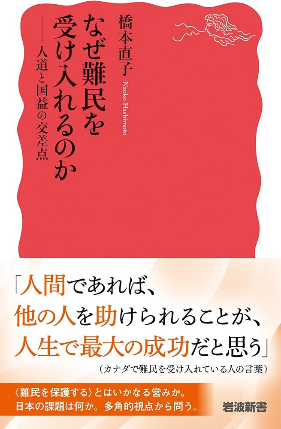 なぜ難民を
受け入れるのか
——人道と国益の交差点
橋本直子
Naoko Hashimoto
「人間であれば、
他の人を助けられることが、
人生で最大の成功だと思う」
（カナダで難民を受け入れている人の言葉）
〈難民を保護する〉とはいかなる営みか。
日本の課題は何か。多角的視点から問う。
岩波新書